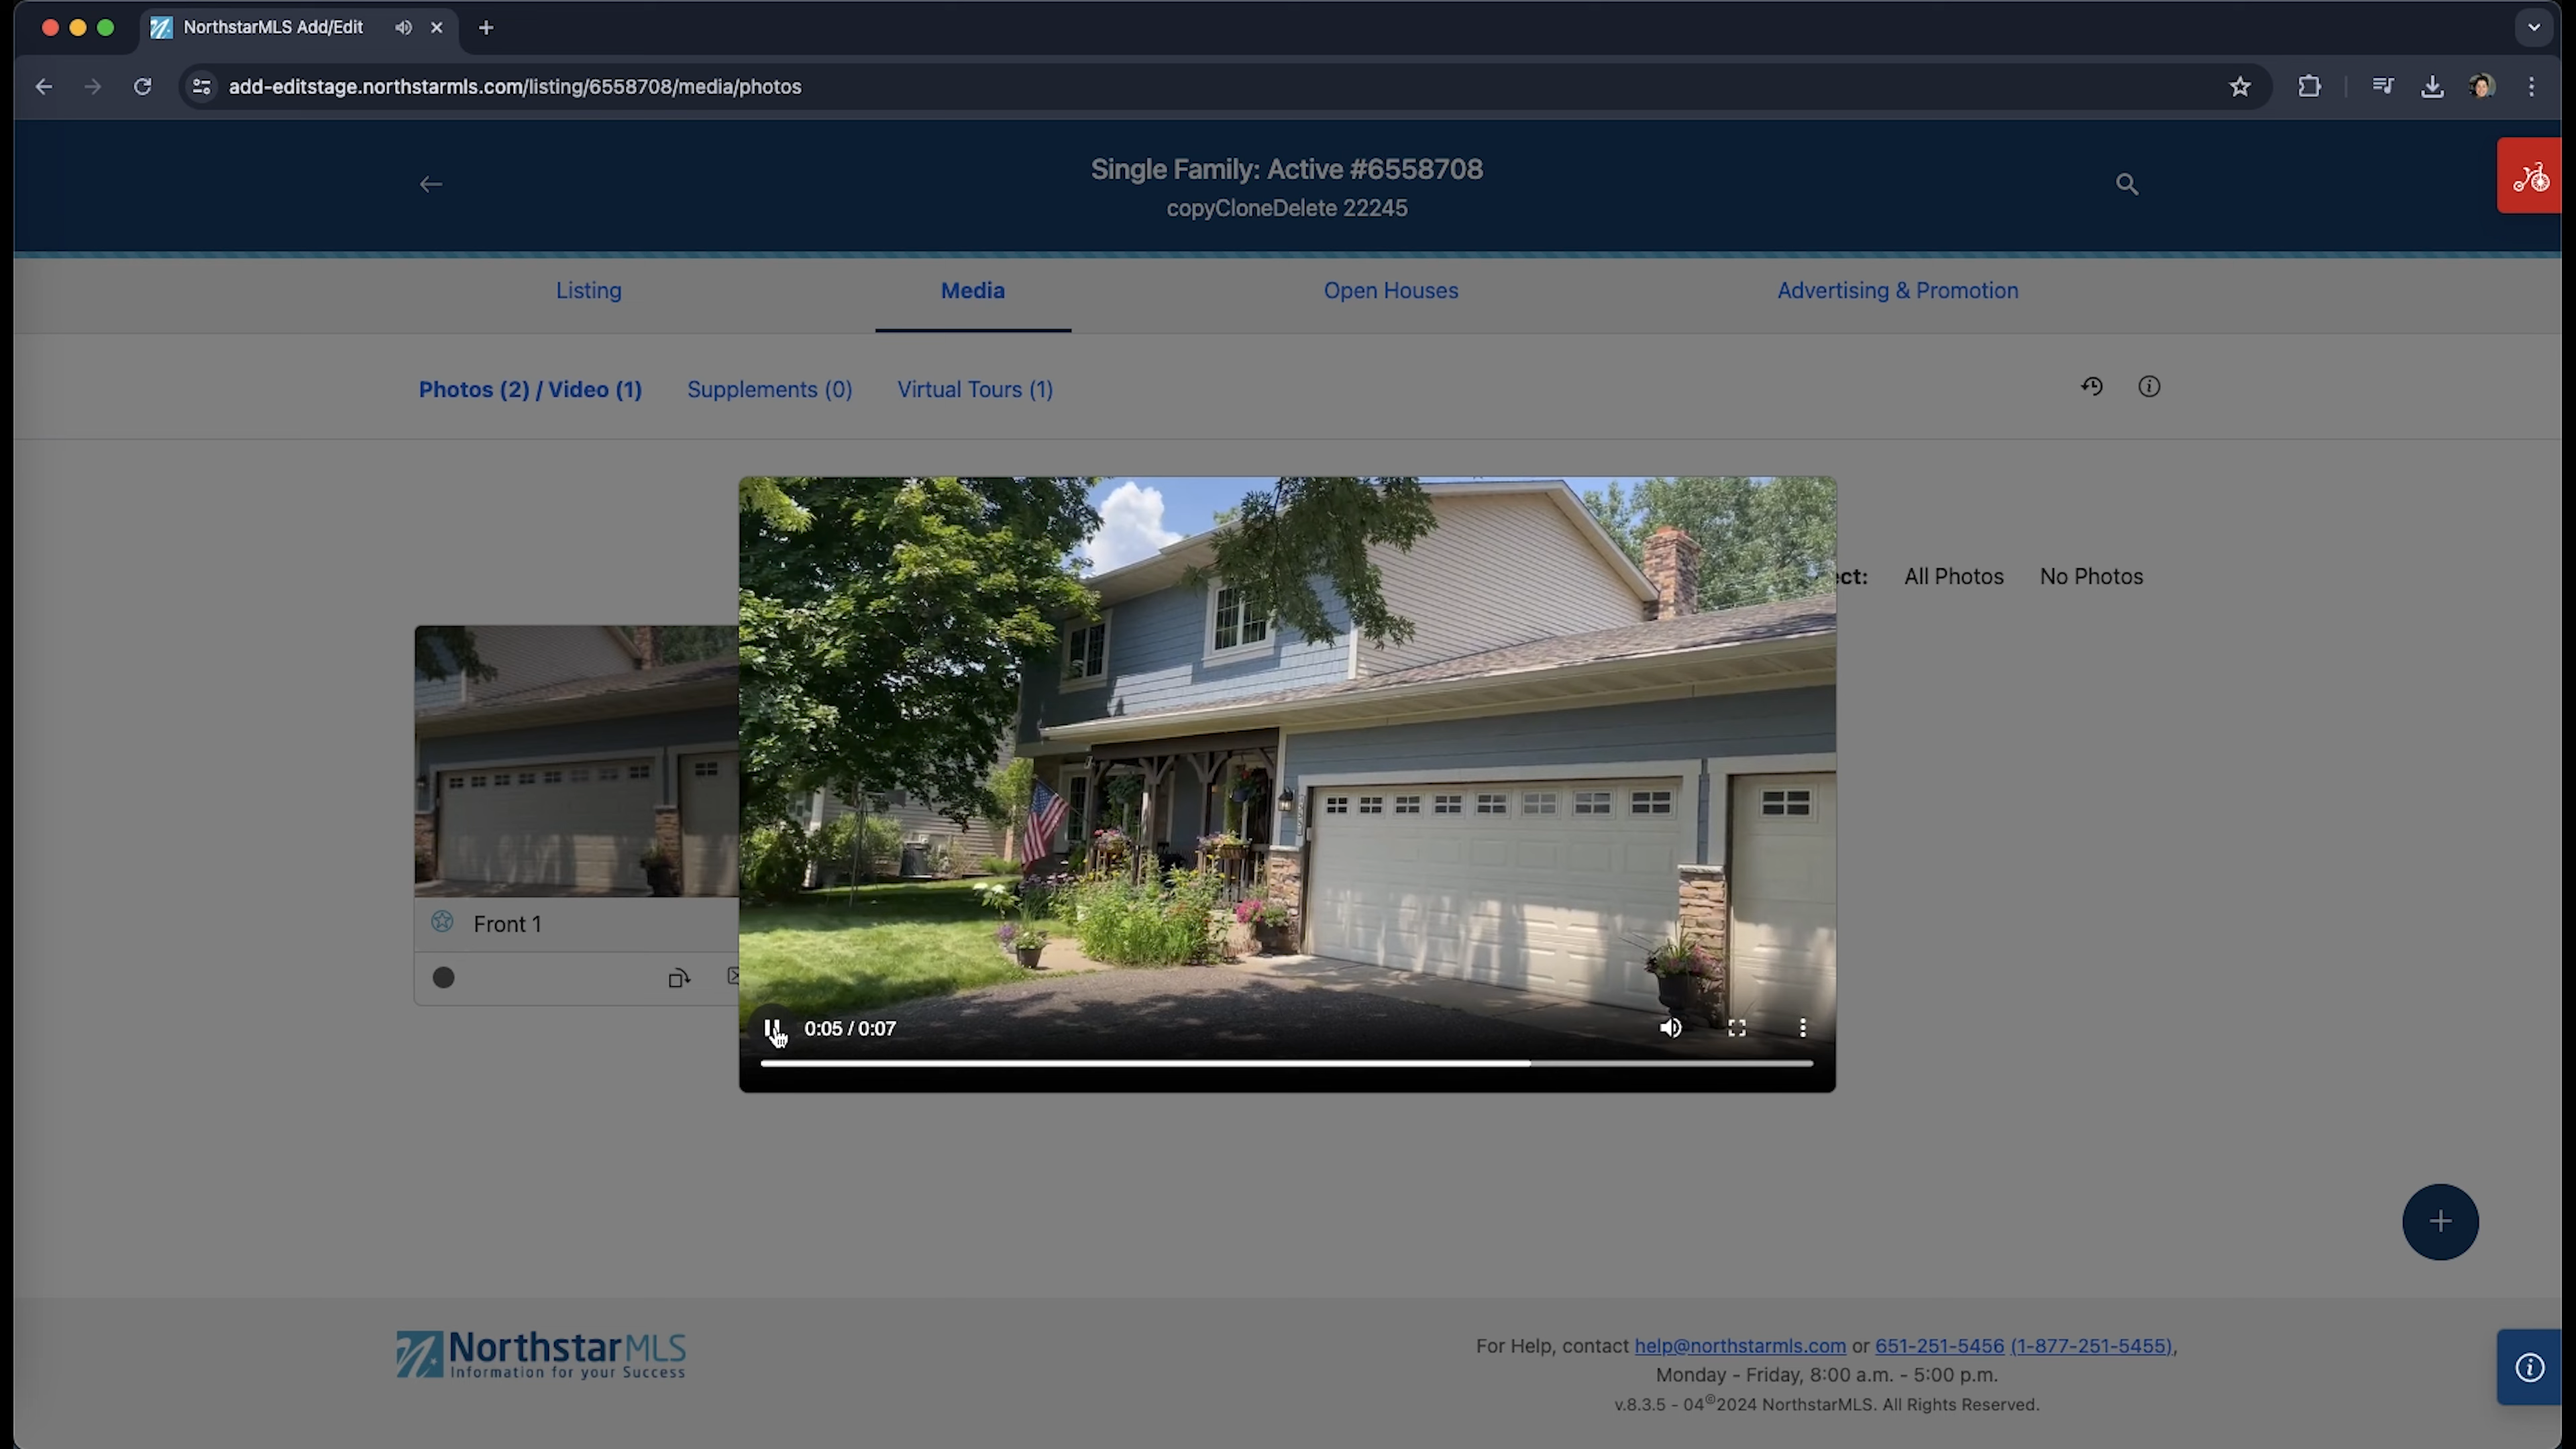 NorthstarMLS Add/Edit
add-editstage.northstarmls.com/listing/6558708/media/photos
Single Family: Active #6558708
copyCloneDelete 22245
Listing
Media
Open Houses
Advertising & Promotion
Photos (2) / Video (1)
Supplements (0)
Virtual Tours (1)
ect:
All Photos
No Photos
Front 1
0:05 / 0:07
NorthstarMLS
Information for your Success
For Help, contact help@northstarmls.com or 651-251-5456 (1-877-251-5455),
Monday - Friday, 8:00 a.m. - 5:00 p.m.
v.8.3.5 - 04©2024 NorthstarMLS. All Rights Reserved.